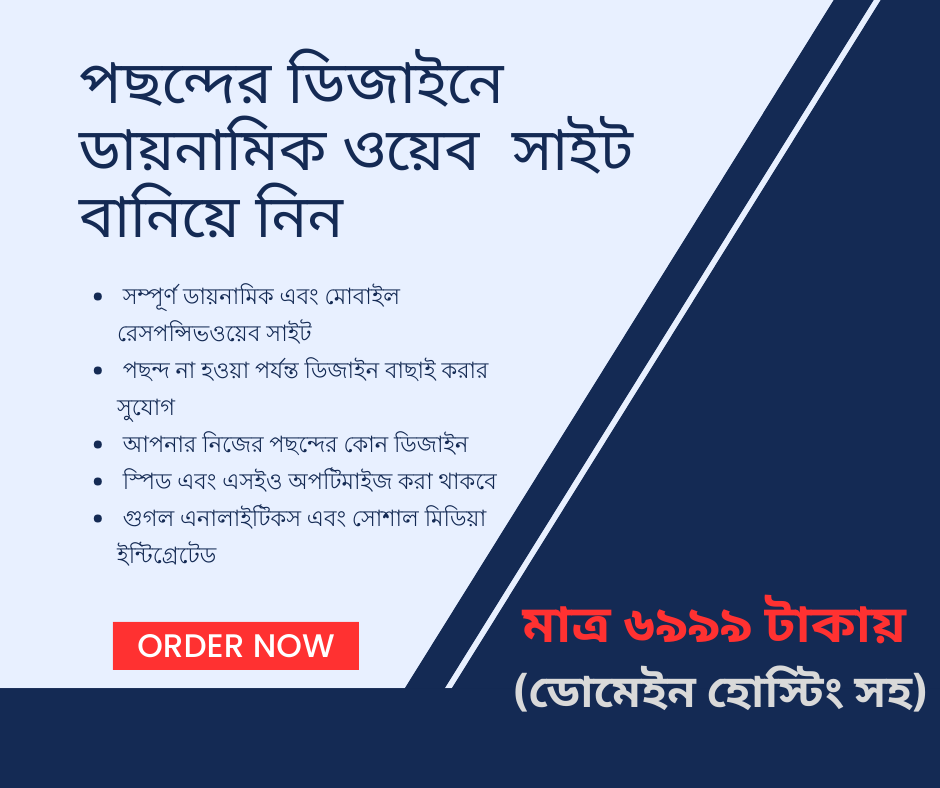 পছন্দের ডিজাইনে
ডায়নামিক ওয়েব সাইট
বানিয়ে নিন
• সম্পূর্ণ ডায়নামিক এবং মোবাইল
রেসপন্সিভওয়েব সাইট
• পছন্দ না হওয়া পর্যন্ত ডিজাইন বাছাই করার
সুযোগ
• আপনার নিজের পছন্দের কোন ডিজাইন
• স্পিড এবং এসইও অপটিমাইজ করা থাকবে
• গুগল এনালাইটিকস এবং সোশাল মিডিয়া
ইন্টিগ্রেটেড
ORDER NOW
মাত্র ৬৯৯৯ টাকায়
(ডোমেইন হোস্টিং সহ)